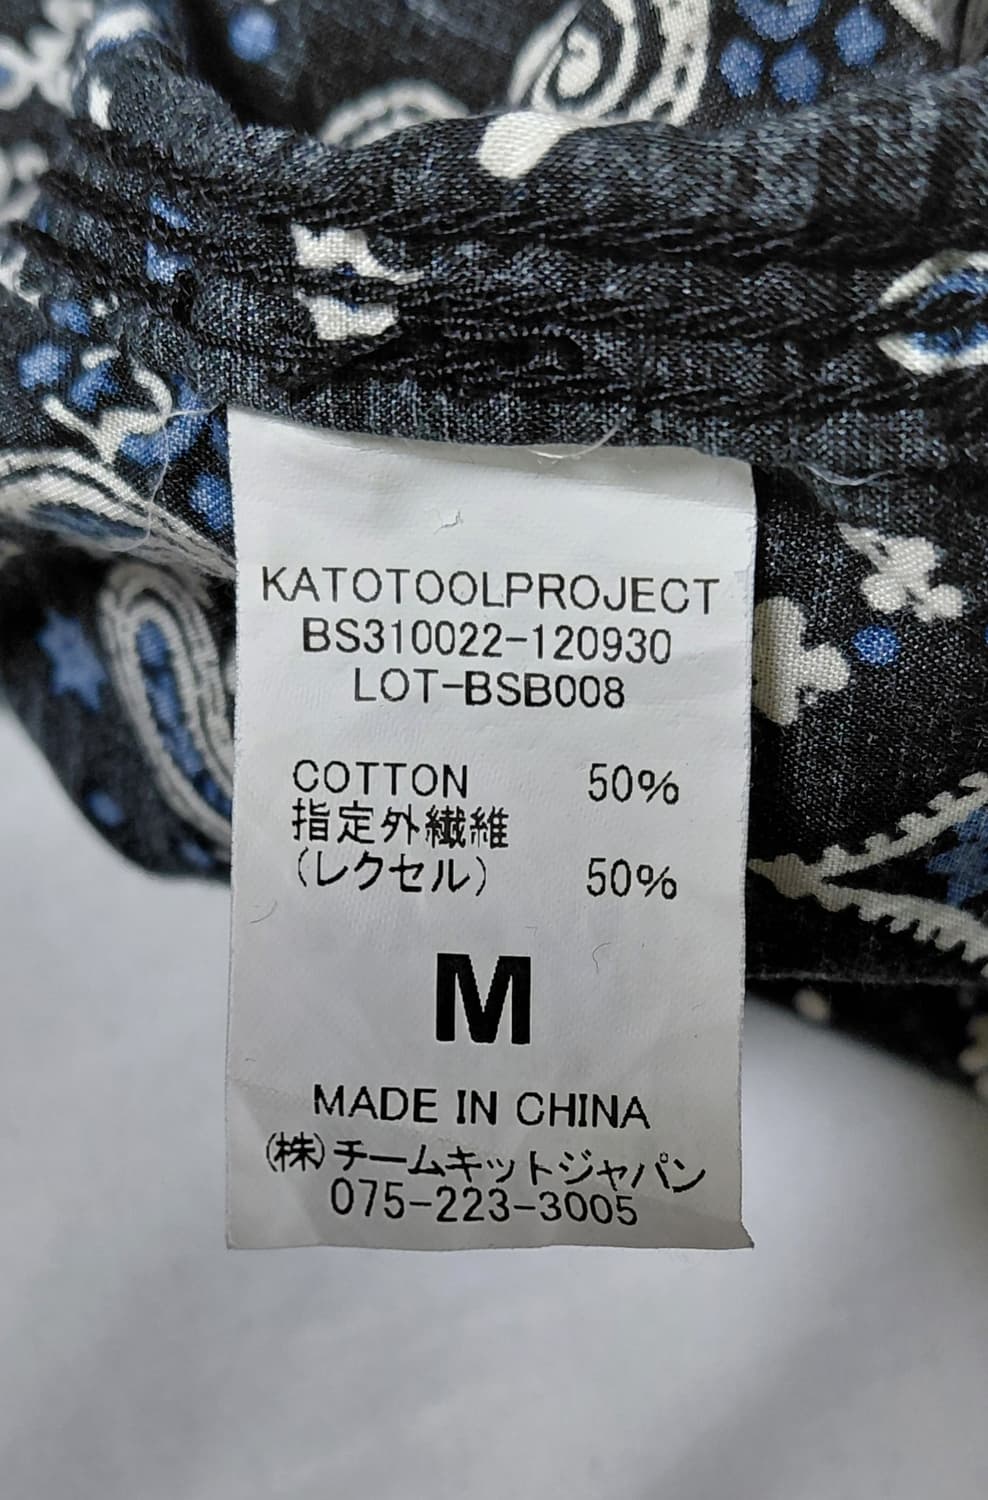 KATOTOOLPROJECT
BS310022-120930
LOT-BSB008
COTTON 50%
指定外繊維
(レクセル) 50%
M
MADE IN CHINA
(株)チームキットジャパン
075-223-3005